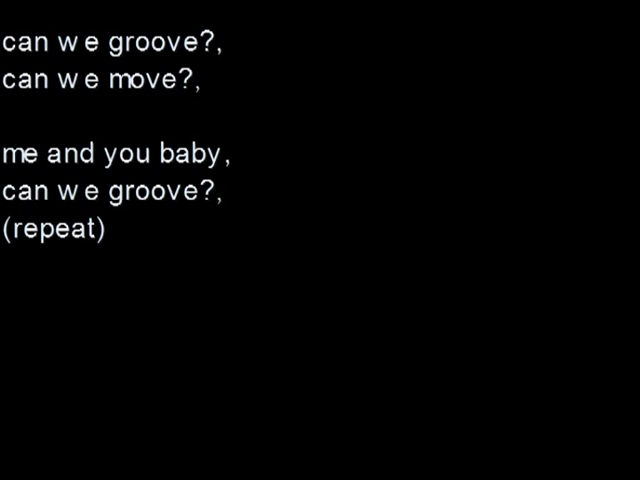 can we groove?,
can we move?,
me and you baby,
can we groove?,
(repeat)